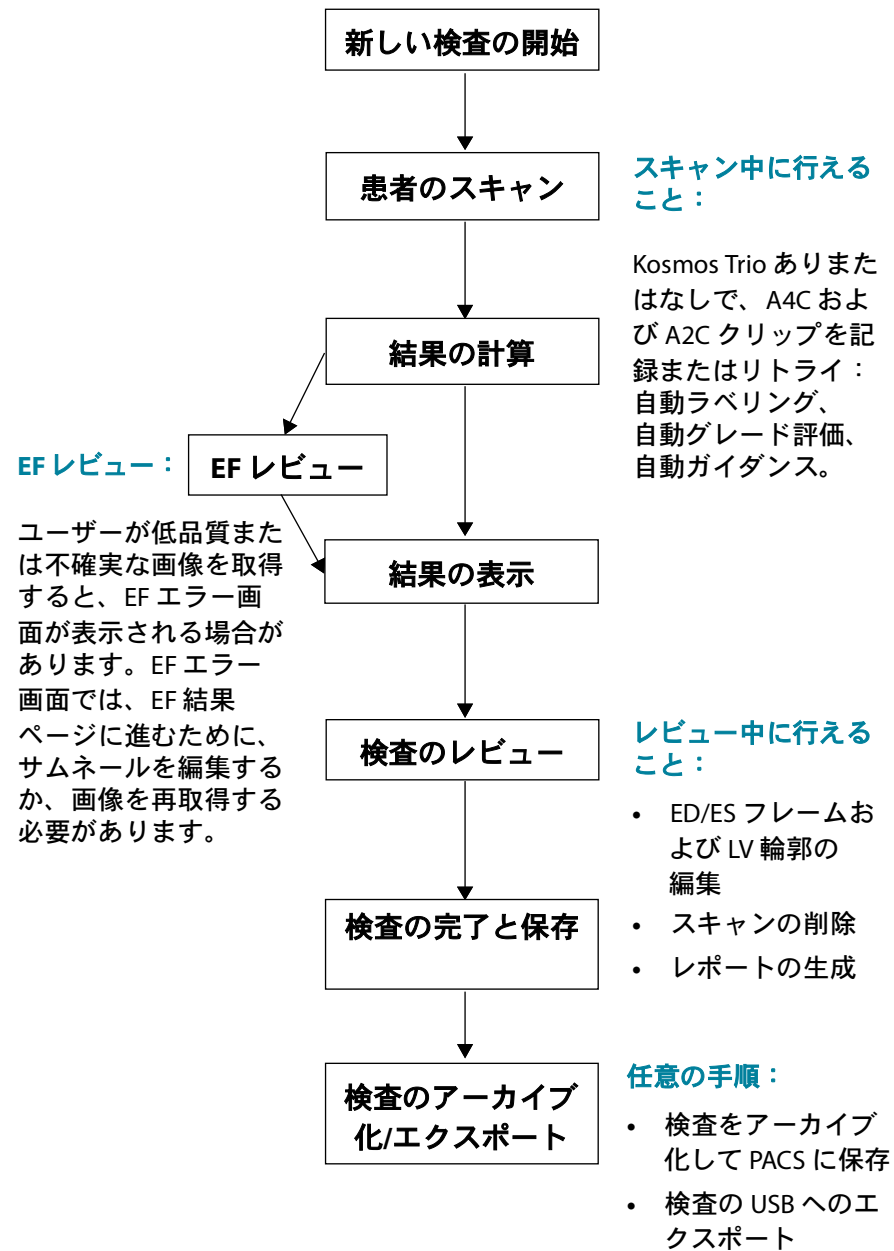 新しい検査の開始
患者のスキャン
スキャン中に行える
こと：
Kosmos Trio ありまた
はなしで、A4C およ
び A2C クリップを記
録またはリトライ：
自動ラベリング、
自動グレード評価、
自動ガイダンス。
結果の計算
EF レビュー：
EF レビュー
ユーザーが低品質また
は不確実な画像を取得
すると、EF エラー画
面が表示される場合が
あります。EF エラー
画面では、EF 結果
ページに進むために、
サムネールを編集する
か、画像を再取得する
必要があります。
結果の表示
検査のレビュー
レビュー中に行える
こと：
• ED/ES フレームお
よび LV 輪郭の
編集
• スキャンの削除
• レポートの生成
検査の完了と保存
検査のアーカイブ
化/エクスポート
任意の手順：
• 検査をアーカイブ
化して PACS に保存
• 検査の USB へのエ
クスポート